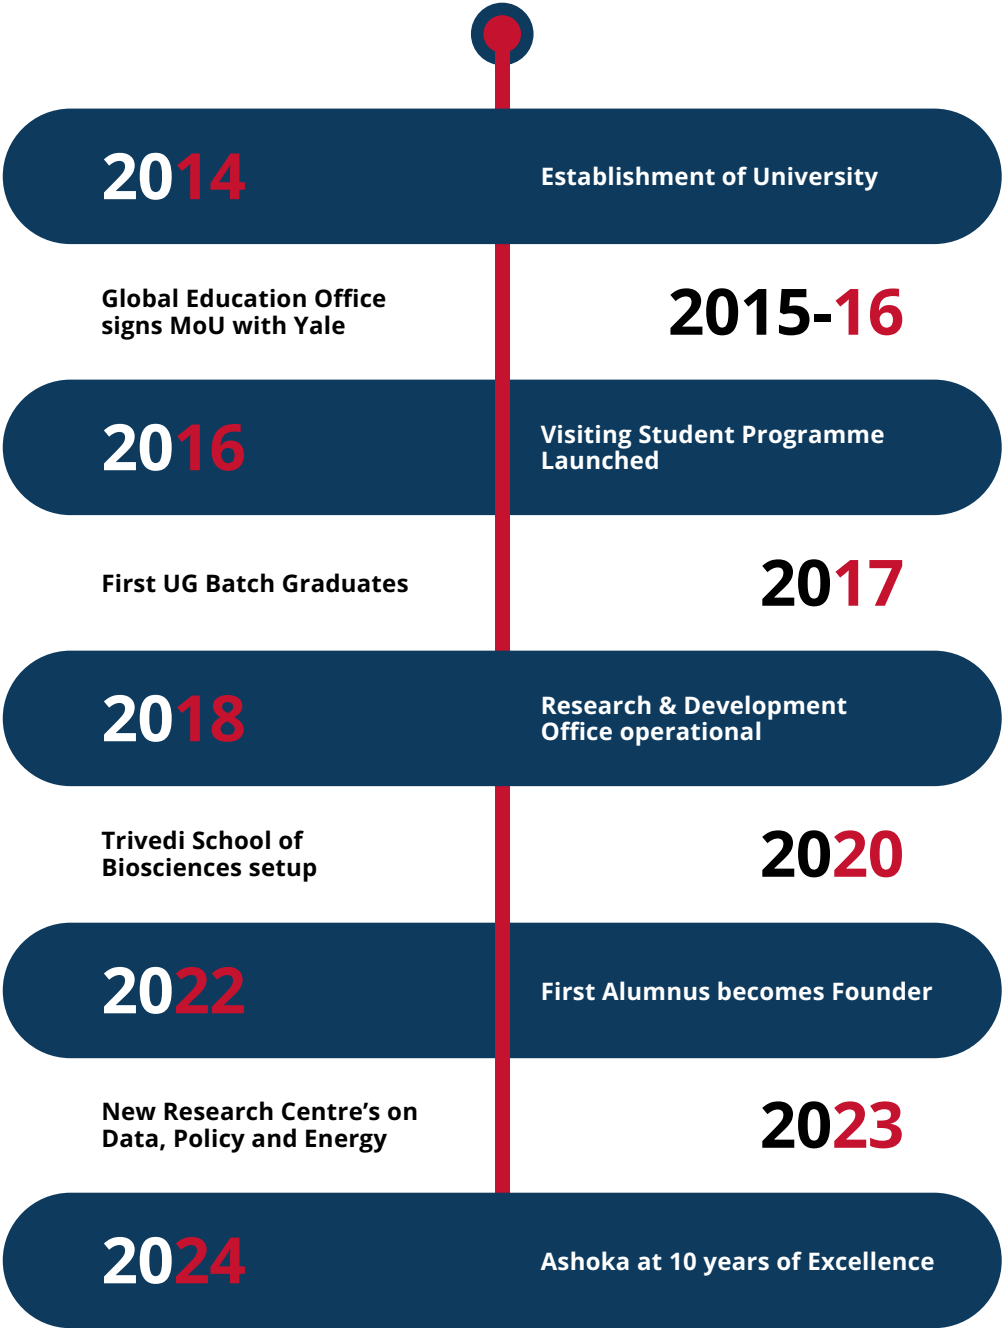 2014
Establishment of University
Global Education Office
signs MoU with Yale
2015-16
2016
Visiting Student Programme
Launched
First UG Batch Graduates
2017
2018
Research & Development
Office operational
Trivedi School of
Biosciences setup
2020
2022
First Alumnus becomes Founder
New Research Centre’s on
Data, Policy and Energy
2023
2024
Ashoka at 10 years of Excellence